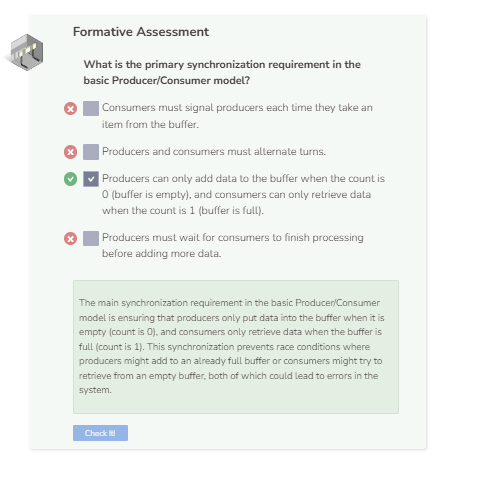 Formative Assessment
What is the primary synchronization requirement in the
basic Producer/Consumer model?
Consumers must signal producers each time they take an
item from the buffer.
Producers and consumers must alternate turns.
Producers can only add data to the buffer when the count is
0 (buffer is empty), and consumers can only retrieve data
when the count is 1 (buffer is full).
Producers must wait for consumers to finish processing
before adding more data.
The main synchronization requirement in the basic Producer/Consumer
model is ensuring that producers only put data into the buffer when it is
empty (count is 0), and consumers only retrieve data when the buffer is
full (count is 1). This synchronization prevents race conditions where
producers might add to an already full buffer or consumers might try to
retrieve from an empty buffer, both of which could lead to errors in the
system.
Check It!